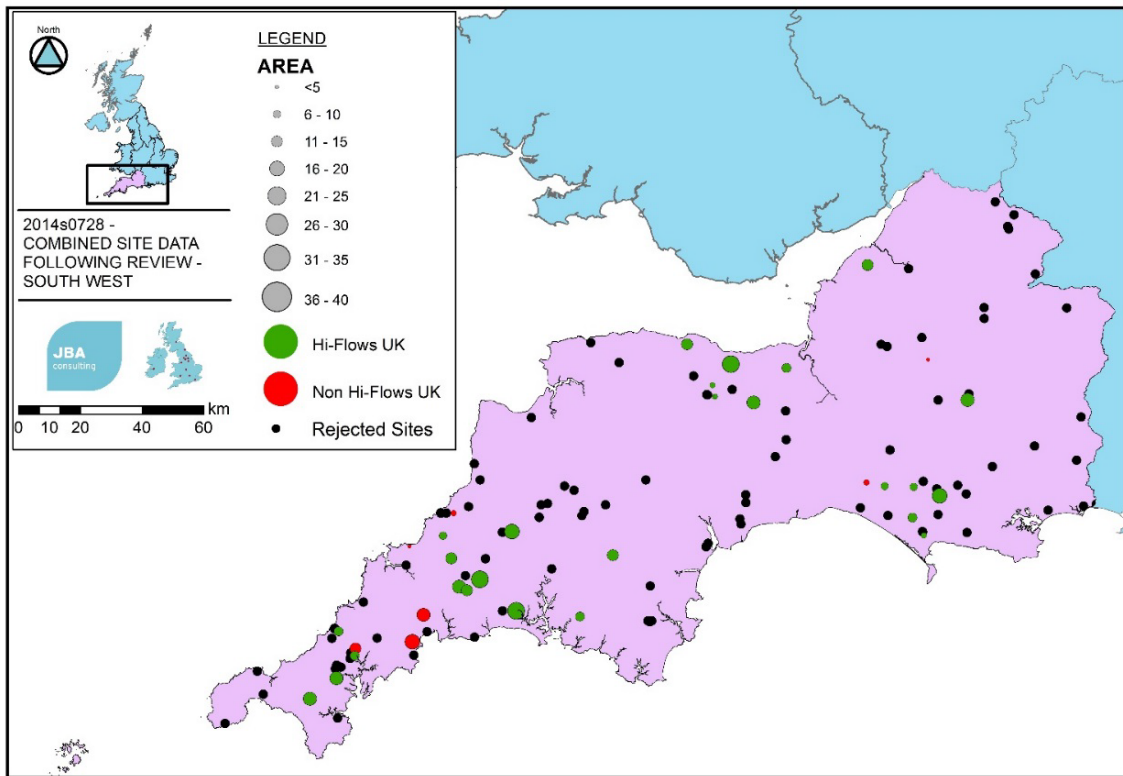 North
2014s0728 -
COMBINED SITE DATA
FOLLOWING REVIEW -
SOUTH WEST
JBA
consulting
0 10 20 40 60 km
LEGEND
AREA
<5
6 - 10
11 - 15
16 - 20
21 - 25
26 - 30
31 - 35
36 - 40
Hi-Flows UK
Non Hi-Flows UK
Rejected Sites